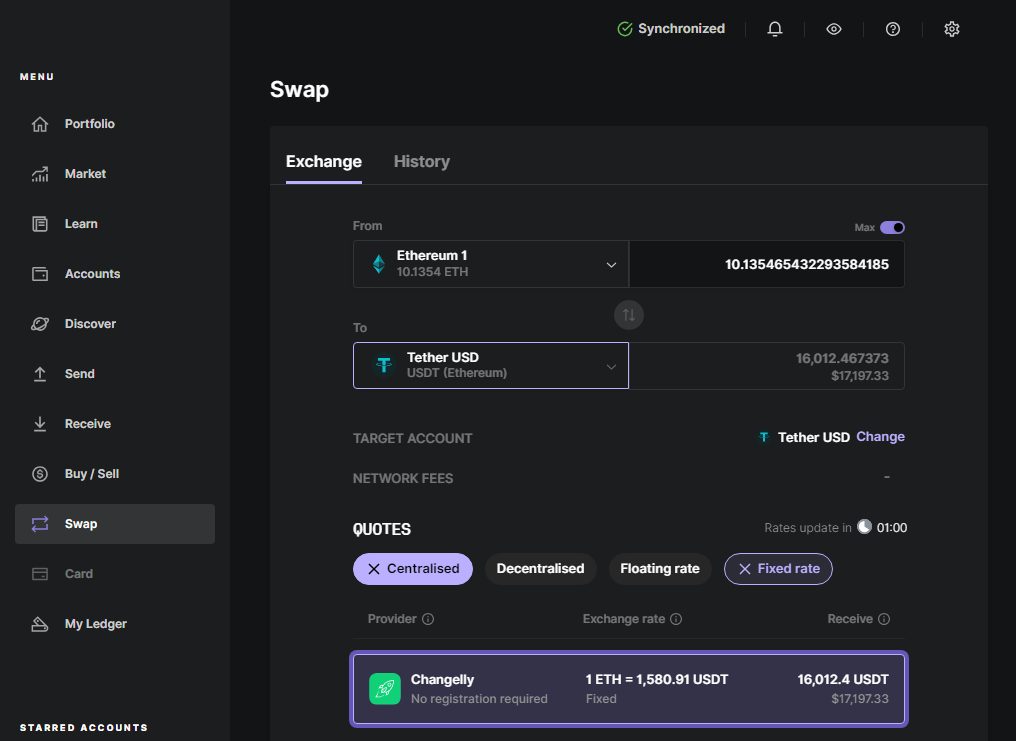 Synchronized
MENU
Portfolio
Market
Learn
Accounts
Discover
Send
Receive
Buy / Sell
Swap
Card
My Ledger
STARRED ACCOUNTS
Swap
Exchange
History
From
Max
Ethereum 1
10.1354 ETH
10.135465432293584185
To
Tether USD
USDT (Ethereum)
16,012.467373
$17,197.33
TARGET ACCOUNT
Tether USD Change
NETWORK FEES
-
QUOTES
Rates update in 01:00
Centralised
Decentralised
Floating rate
Fixed rate
Provider
Exchange rate
Receive
Changelly
No registration required
1 ETH = 1,580.91 USDT
Fixed
16,012.4 USDT
$17,197.33